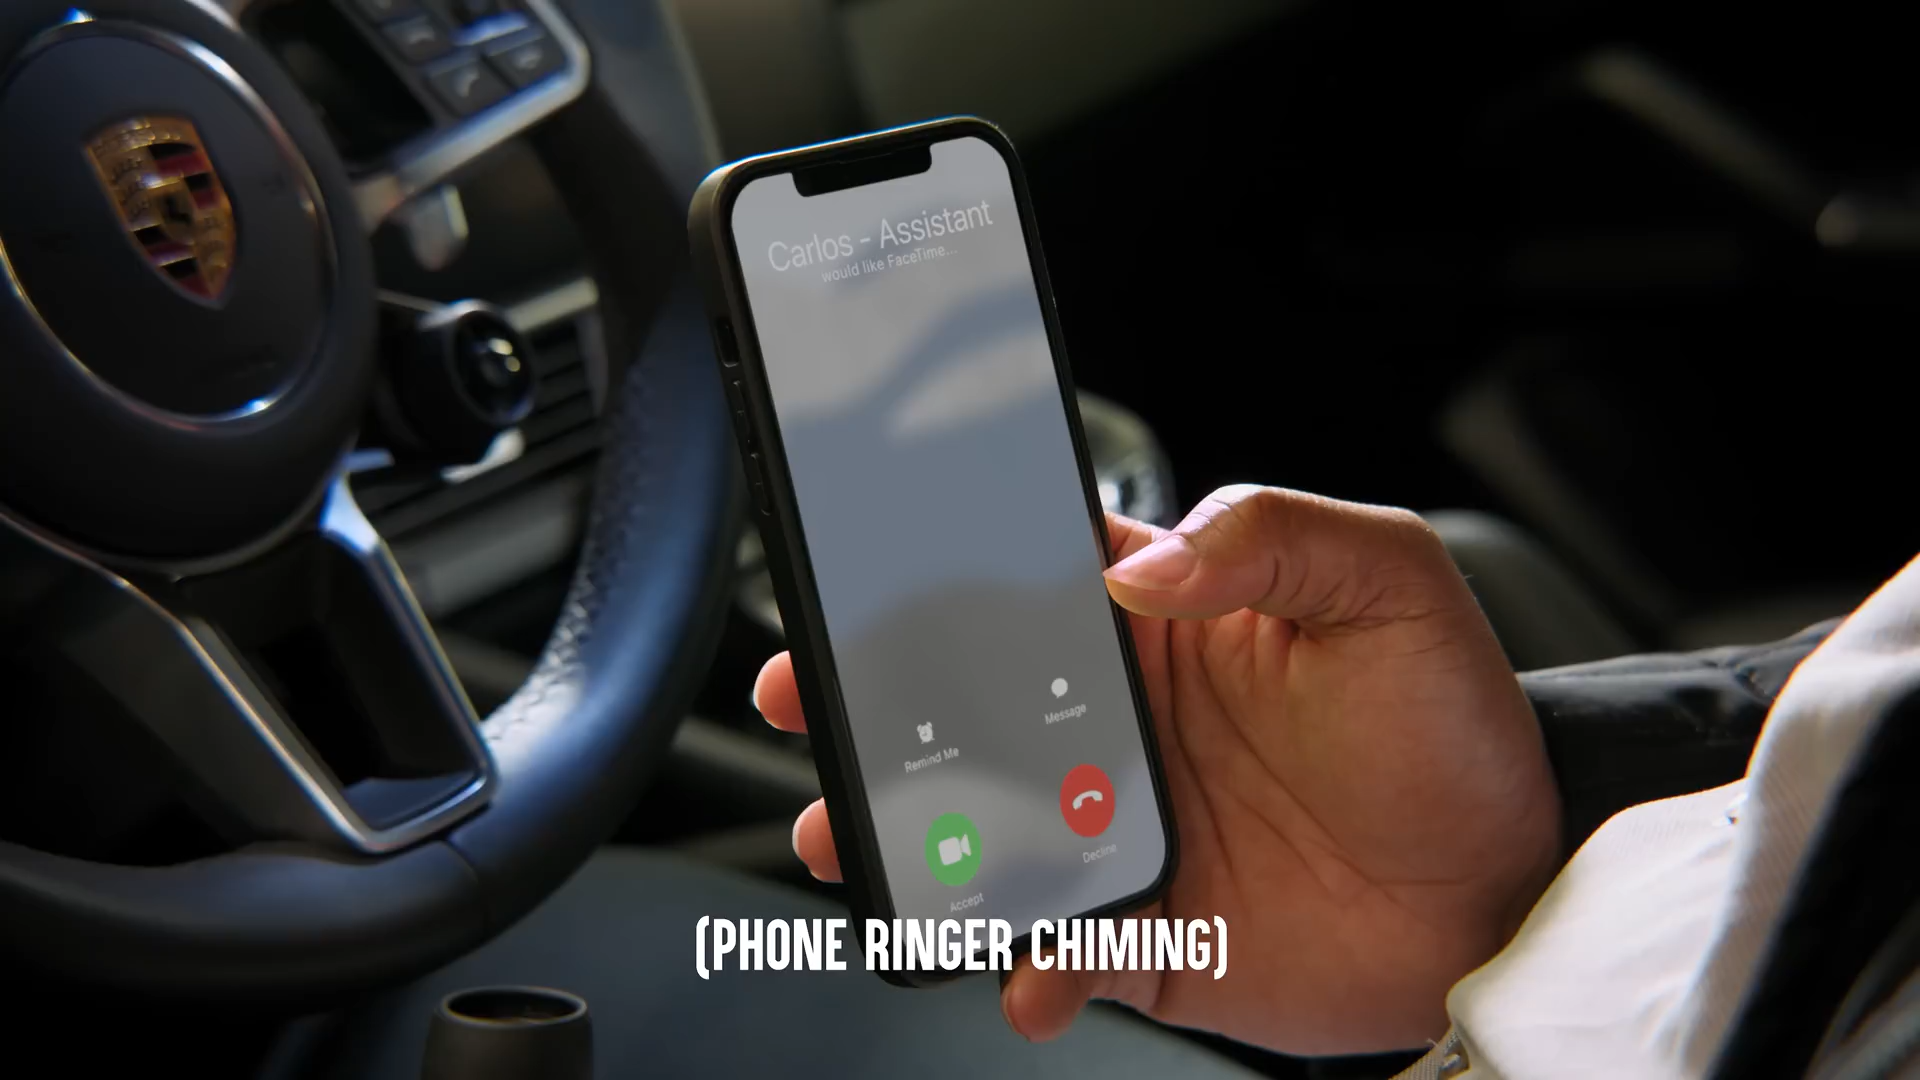 Carlos - Assistant
would like FaceTime...
Remind Me
Message
Accept
Decline
(PHONE RINGER CHIMING)